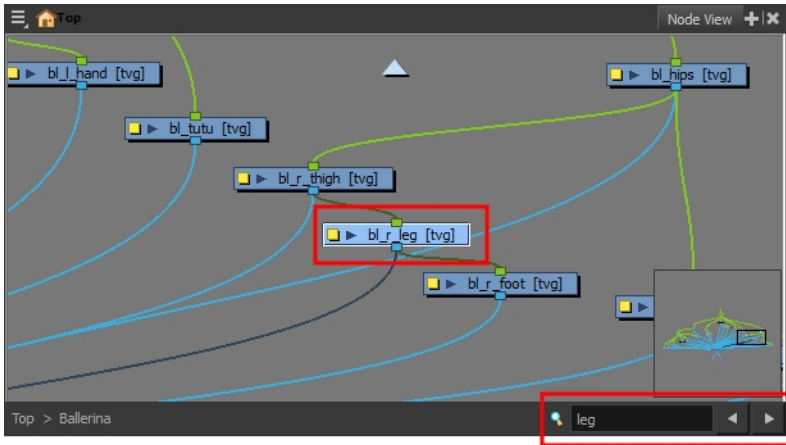 Top
Node View
bl_l_hand [tvg]
bl_hips [tvg]
bl_tutu [tvg]
bl_r_thigh [tvg]
bl_r_leg [tvg]
bl_r_foot [tvg]
Top > Ballerina
leg